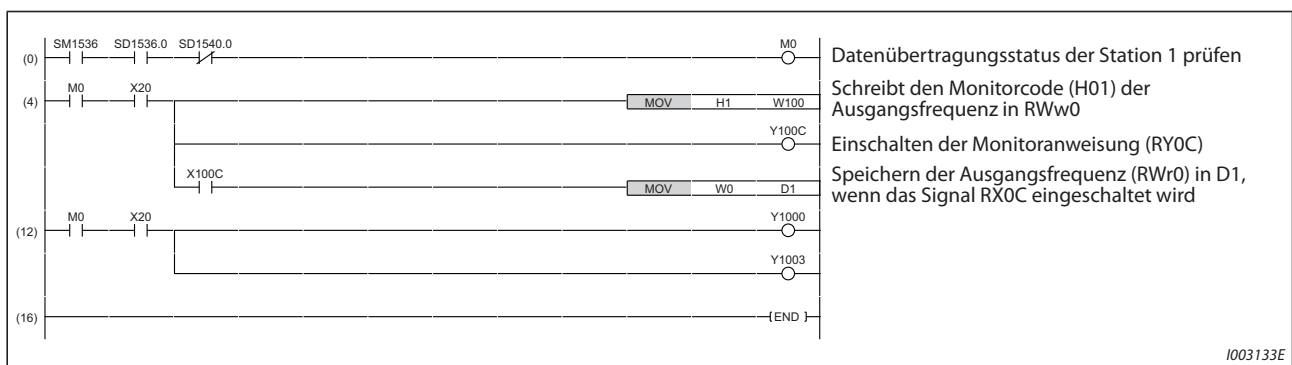 SM1536 SD1536.0 SD1540.0 M0
(0) Datenübertragungsstatus der Station 1 prüfen
M0 X20
(4) MOV H1 W100
Schreibt den Monitorcode (H01) der
Ausgangsfrequenz in RWw0
Y100C
Einschalten der Monitoranweisung (RY0C)
X100C
MOV W0 D1
Speichern der Ausgangsfrequenz (RWr0) in D1,
wenn das Signal RX0C eingeschaltet wird
M0 X20 Y1000
(12)
Y1003
(16) END
I003133E